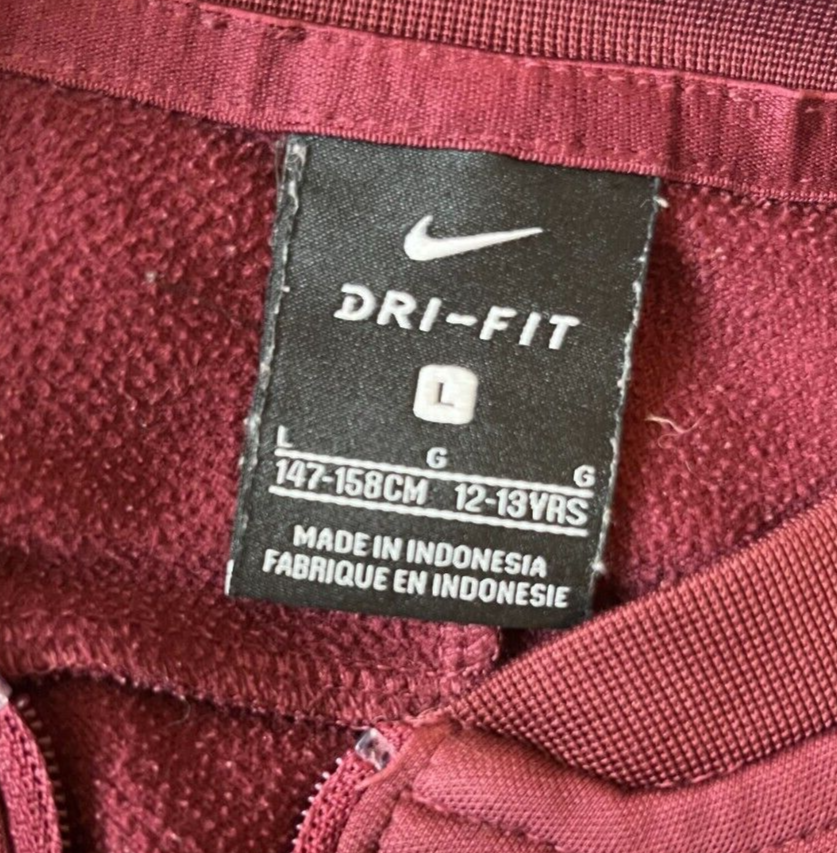 DRI-FIT
L
L G G
147-158CM 12-13YRS
MADE IN INDONESIA
FABRIQUE EN INDONESIE